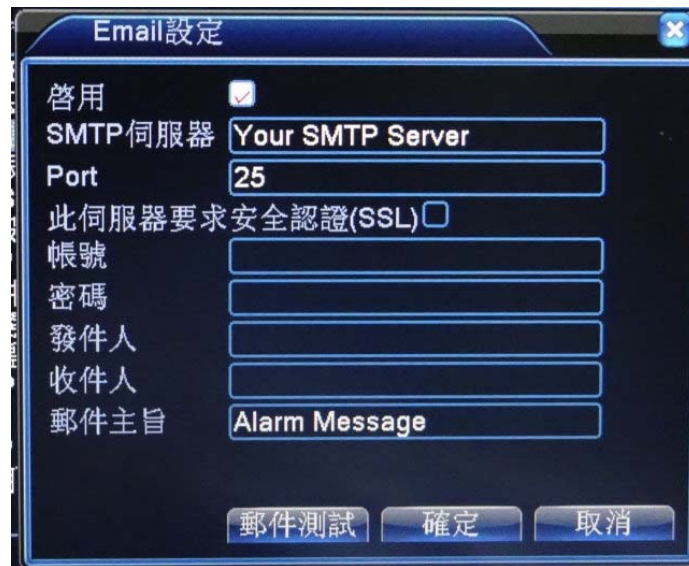 Email設定
啓用
SMTP伺服器 Your SMTP Server
Port 25
此伺服器要求安全認證(SSL)
帳號
密碼
發件人
收件人
郵件主旨 Alarm Message
郵件測試 確定 取消